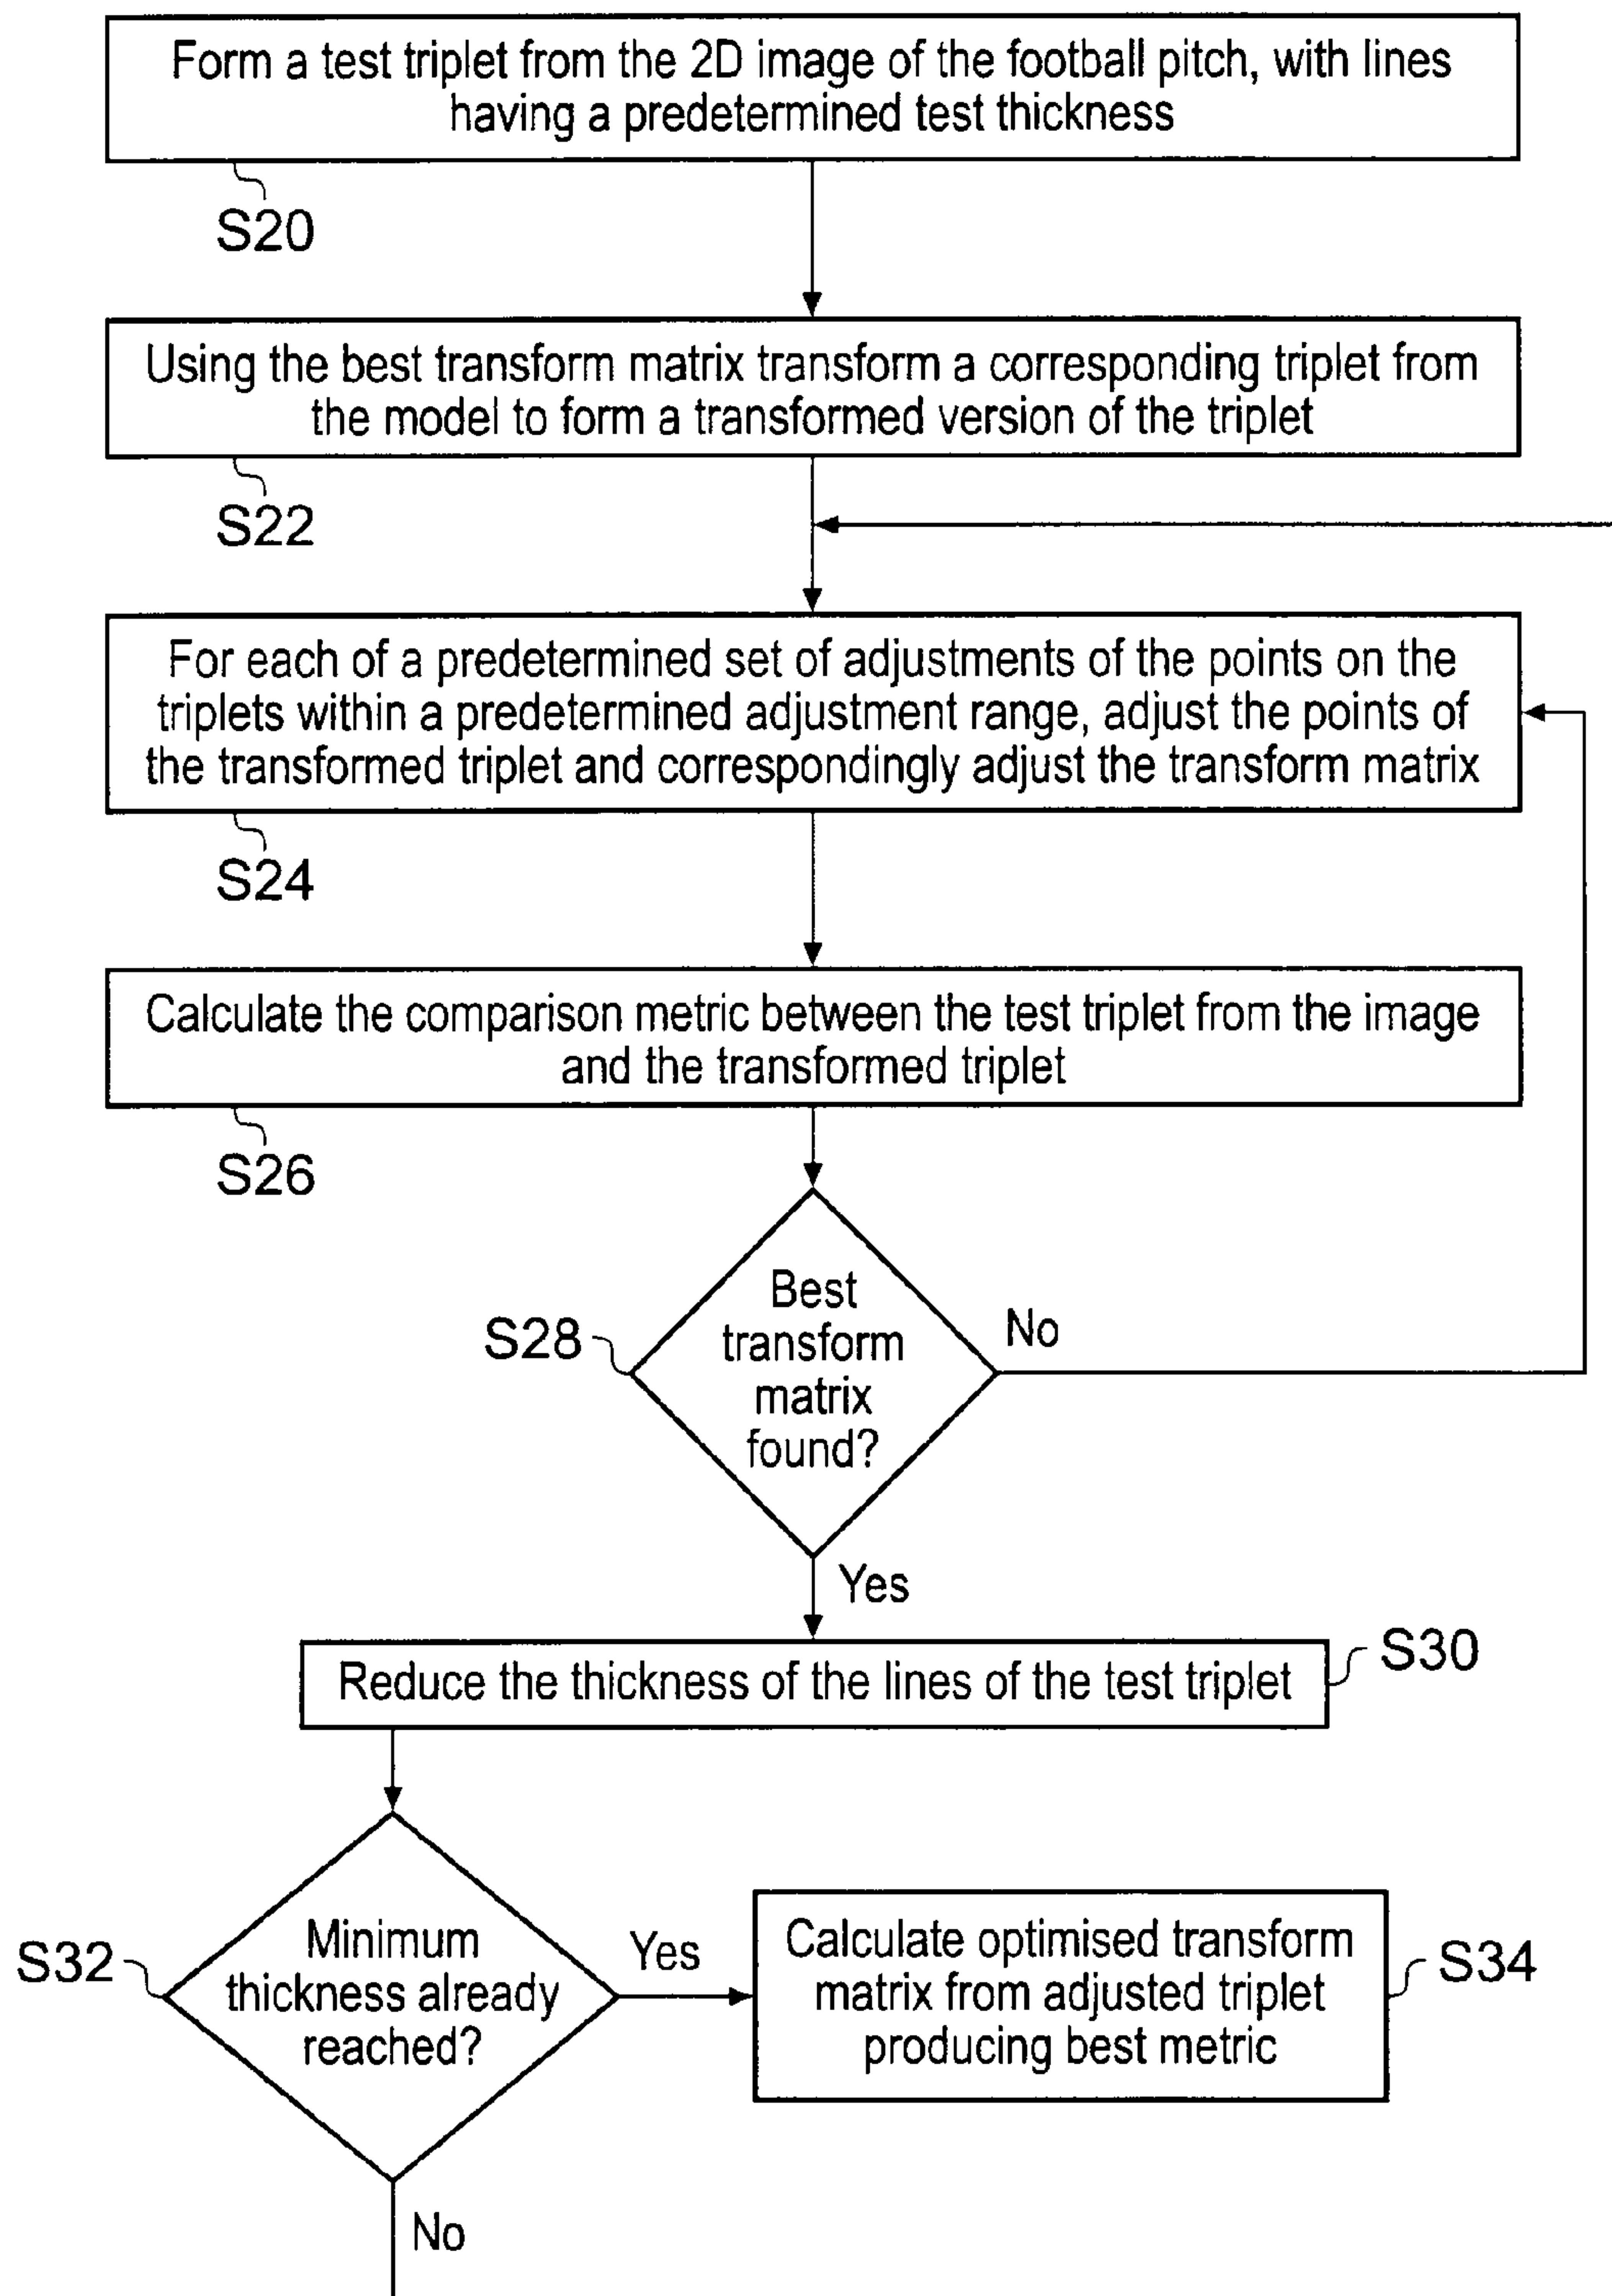 Form a test triplet from the 2D image of the football pitch, with lines
having a predetermined test thickness
S20
Using the best transform matrix transform a corresponding triplet from
the model to form a transformed version of the triplet
S22
For each of a predetermined set of adjustments of the points on the
triplets within a predetermined adjustment range, adjust the points of
the transformed triplet and correspondingly adjust the transform matrix
S24
Calculate the comparison metric between the test triplet from the image
and the transformed triplet
S26
Best
transform
matrix
found?
S28
No
Yes
Reduce the thickness of the lines of the test triplet
S30
Minimum
thickness already
reached?
S32
Yes
Calculate optimised transform
matrix from adjusted triplet
producing best metric
S34
No